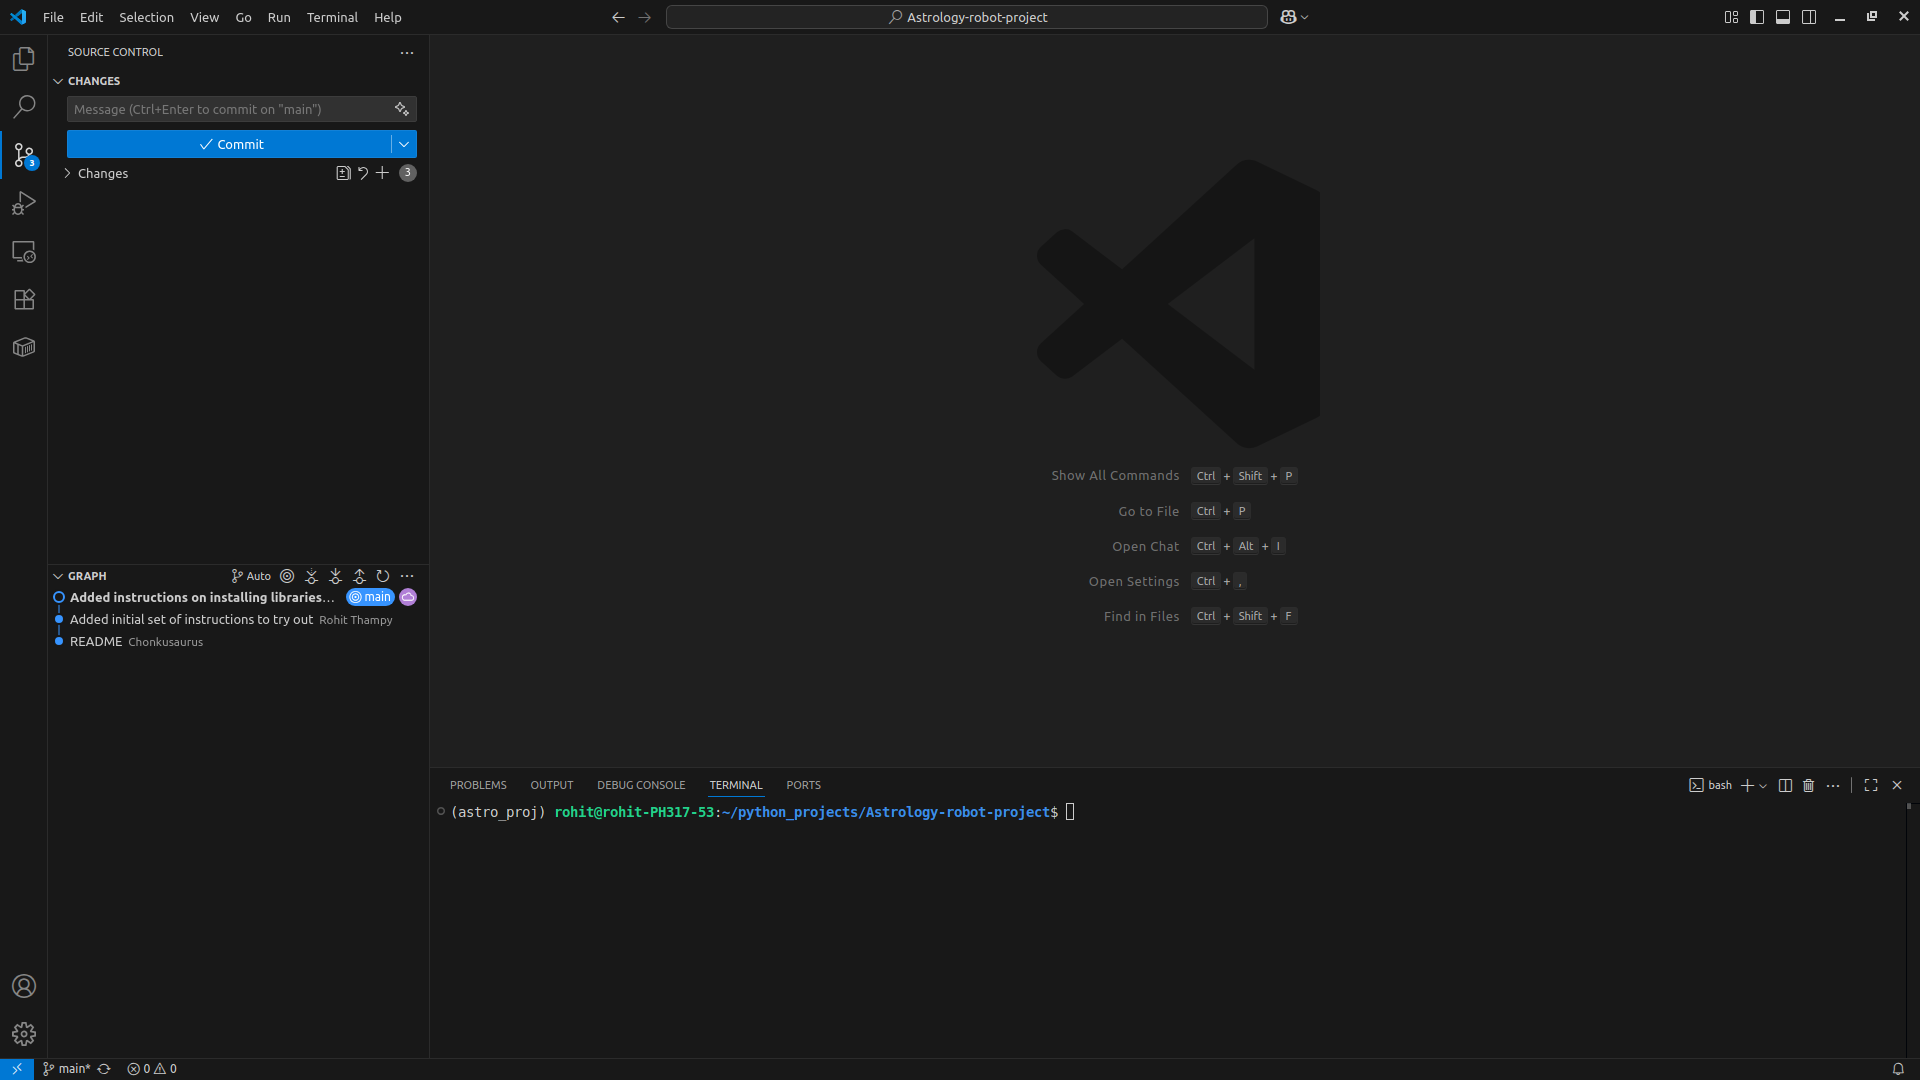 File Edit Selection View Go Run Terminal Help
Astrology-robot-project
SOURCE CONTROL
CHANGES
Message (Ctrl+Enter to commit on "main")
Commit
Changes
3
3
Show All Commands Ctrl + Shift + P
Go to File Ctrl + P
Open Chat Ctrl + Alt + I
Open Settings Ctrl + ,
Find in Files Ctrl + Shift + F
GRAPH
Auto
Added instructions on installing libraries... main
Added initial set of instructions to try out Rohit Thampy
README Chonkusaurus
PROBLEMS OUTPUT DEBUG CONSOLE TERMINAL PORTS
bash
(astro_proj) rohit@rohit-PH317-53:~/python_projects/Astrology-robot-project$
main* 0 0